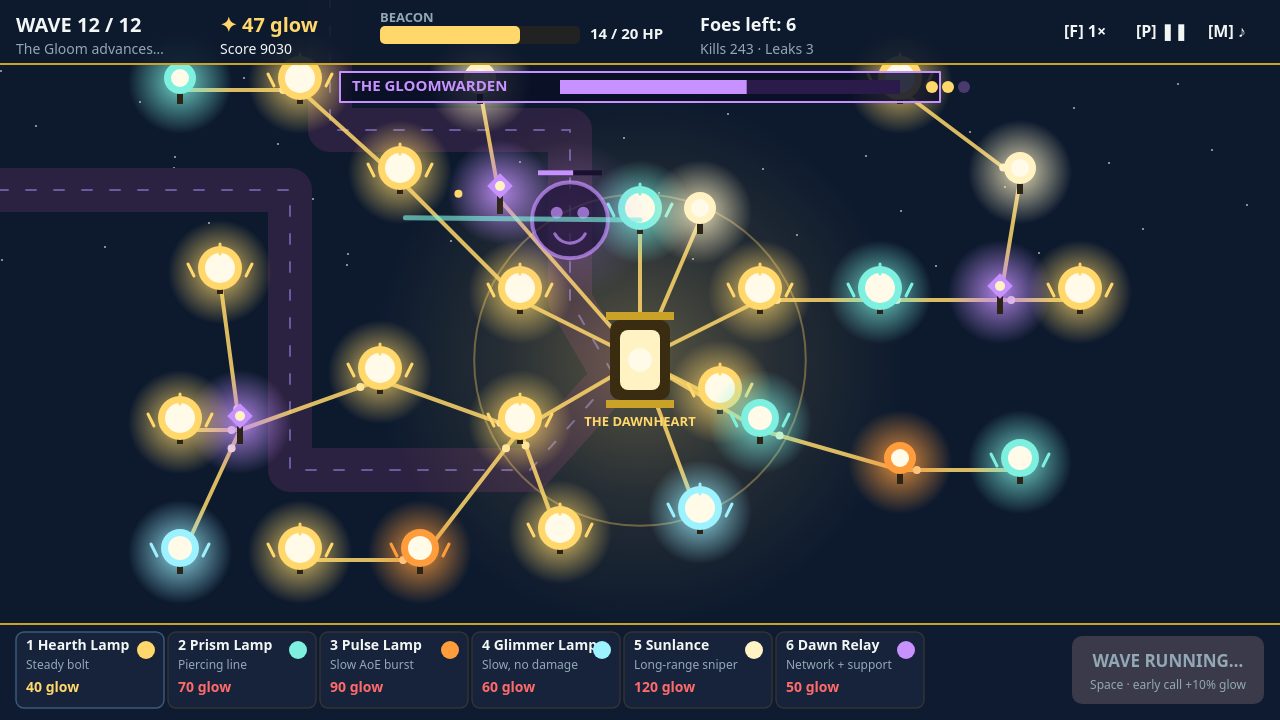 WAVE 12 / 12
The Gloom advances...
✦ 47 glow
Score 9030
BEACON
14 / 20 HP
Foes left: 6
Kills 243 · Leaks 3
[F] 1×
[P] ❚❚
[M] ♪
THE GLOOMWARDEN
THE DAWNHEART
1 Hearth Lamp
Steady bolt
40 glow
2 Prism Lamp
Piercing line
70 glow
3 Pulse Lamp
Slow AoE burst
90 glow
4 Glimmer Lamp
Slow, no damage
60 glow
5 Sunlance
Long-range sniper
120 glow
6 Dawn Relay
Network + support
50 glow
WAVE RUNNING...
Space · early call +10% glow